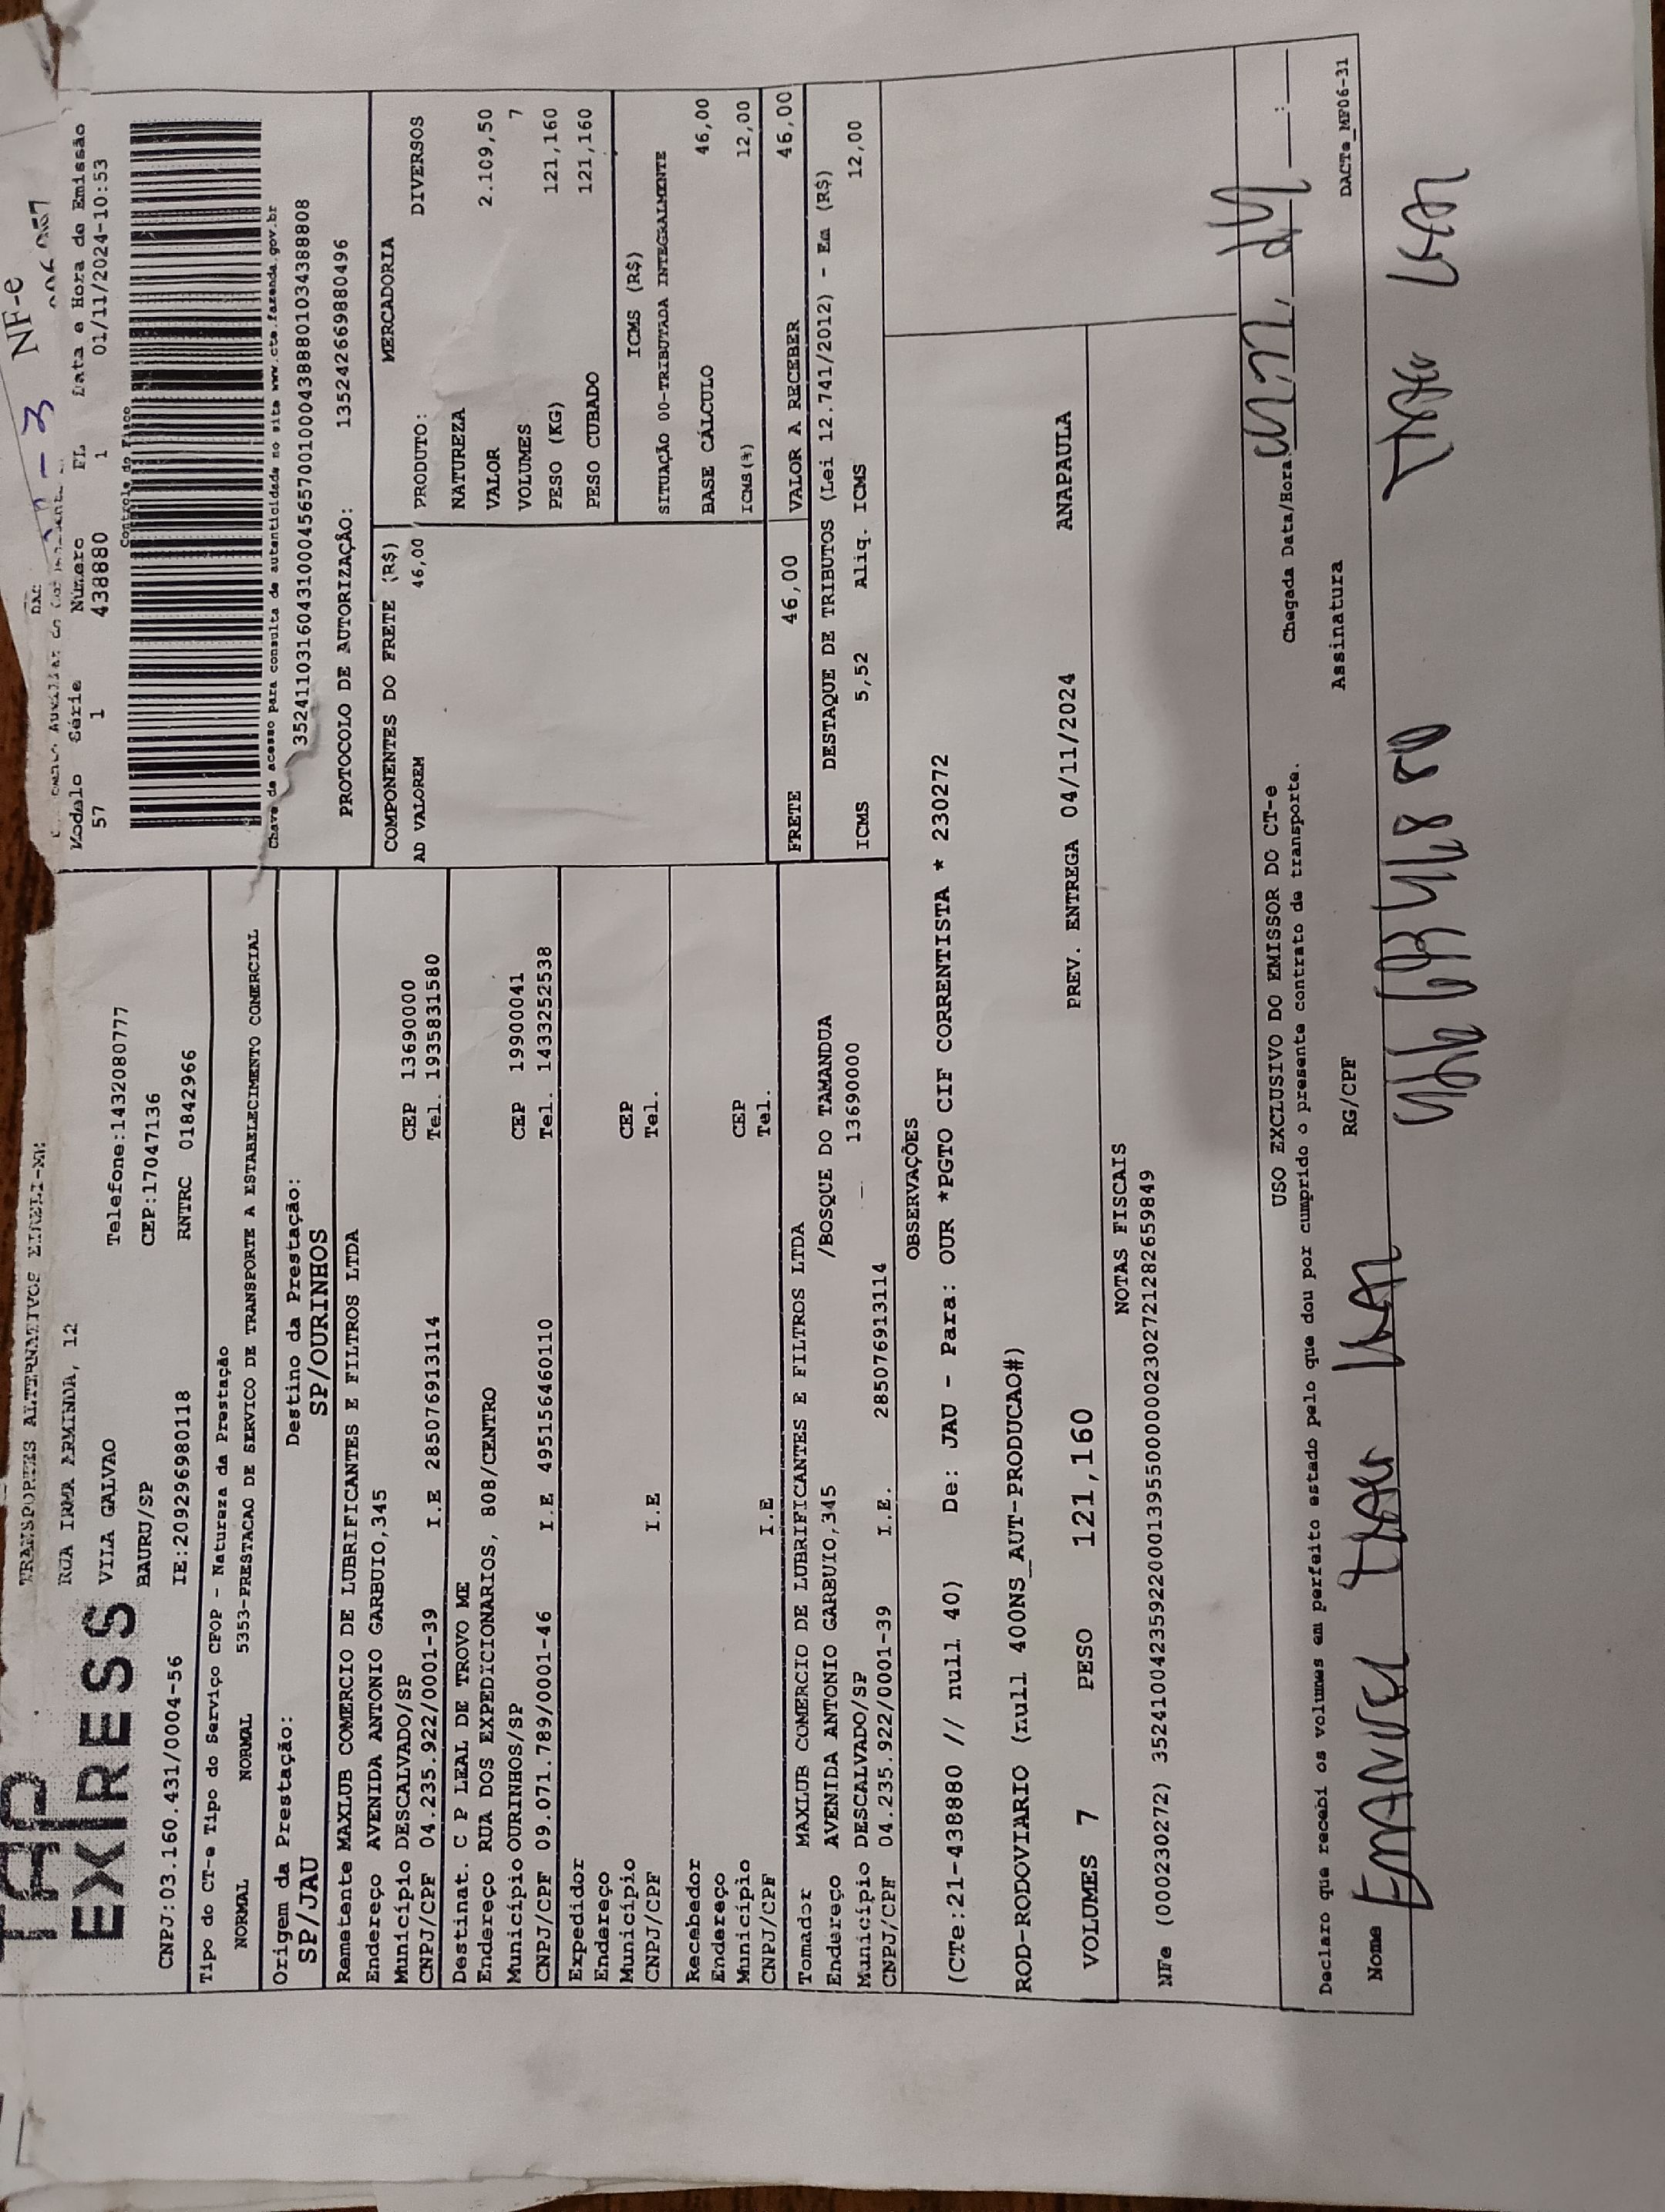 NF-e
TRANSPORTES ALTERNATIVOS EIRELI-ME
EXPRESS
RUA IRMA ARMINDA, 12
VILA GALVAO
Telefone:1432080777
BAURU/SP
CEP:17047136
CNPJ:03.160.431/0004-56 IE:209296980118 RNTRC 01842966
Modelo Série Número FL Data e Hora de Emissão
57 1 438880 1 01/11/2024-10:53
Controle do Fisco
Chave de acesso para consulta de autenticidade no site www.cte.fazenda.gov.br
35241103160431000456570010004388801034388808
PROTOCOLO DE AUTORIZAÇÃO: 135242669880496
Tipo do CT-e Tipo do Serviço CFOP - Natureza da Prestação
NORMAL NORMAL 5353-PRESTACAO DE SERVICO DE TRANSPORTE A ESTABELECIMENTO COMERCIAL
Origem da Prestação: Destino da Prestação:
SP/JAU SP/OURINHOS
Remetente MAXLUB COMERCIO DE LUBRIFICANTES E FILTROS LTDA
Endereço AVENIDA ANTONIO GARBUIO,345
Município DESCALVADO/SP CEP 13690000
CNPJ/CPF 04.235.922/0001-39 I.E 285076913114 Tel. 1935831580
Destinat. C P LEAL DE TROVO ME
Endereço RUA DOS EXPEDICIONARIOS, 808/CENTRO
Município OURINHOS/SP CEP 19900041
CNPJ/CPF 09.071.789/0001-46 I.E 495156460110 Tel. 1433252538
Expedidor
Endereço
Município CEP
CNPJ/CPF I.E Tel.
Recebedor
Endereço
Município CEP
CNPJ/CPF I.E Tel.
Tomador MAXLUB COMERCIO DE LUBRIFICANTES E FILTROS LTDA
Endereço AVENIDA ANTONIO GARBUIO,345 /BOSQUE DO TAMANDUA
Município DESCALVADO/SP 13690000
CNPJ/CPF 04.235.922/0001-39 I.E. 285076913114
COMPONENTES DO FRETE (R$)
AD VALOREM 46,00
MERCADORIA
PRODUTO: DIVERSOS
NATUREZA
VALOR 2.109,50
VOLUMES 7
PESO (KG) 121,160
PESO CUBADO 121,160
ICMS (R$)
SITUAÇÃO 00-TRIBUTADA INTEGRALMENTE
BASE CÁLCULO 46,00
ICMS(%) 12,00
FRETE 46,00 VALOR A RECEBER 46,00
DESTAQUE DE TRIBUTOS (Lei 12.741/2012) - Em (R$)
ICMS 5,52 Aliq. ICMS 12,00
OBSERVAÇÕES
(CTe:21-438880 // null 40) De: JAU - Para: OUR *PGTO CIF CORRENTISTA * 230272
ROD-RODOVIARIO (null 400NS_AUT-PRODUCAO#)
VOLUMES 7 PESO 121,160 PREV. ENTREGA 04/11/2024 ANAPAULA
NOTAS FISCAIS
NFe (000230272) 35241004235922000139550000002302721282659849
USO EXCLUSIVO DO EMISSOR DO CT-e
Chegada Data/Hora
Declaro que recebi os volumes em perfeito estado pelo que dou por cumprido o presente contrato de transporte.
Nome RG/CPF Assinatura
EMANUEL
DACTe_MF06-31